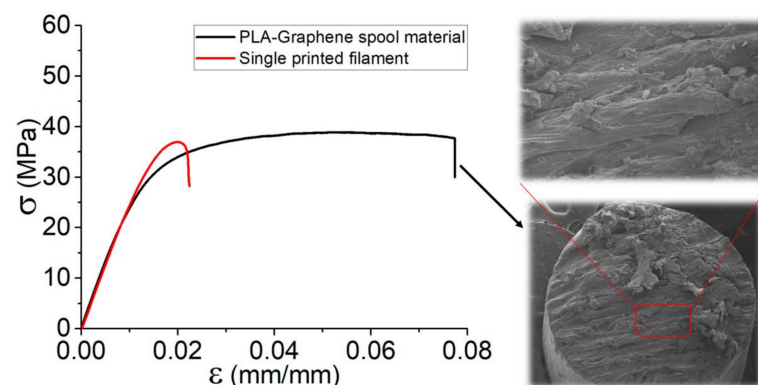 PLA-Graphene spool material
Single printed filament
σ (MPa)
60
50
40
30
20
10
0
0.00 0.02 0.04 0.06 0.08
ε (mm/mm)